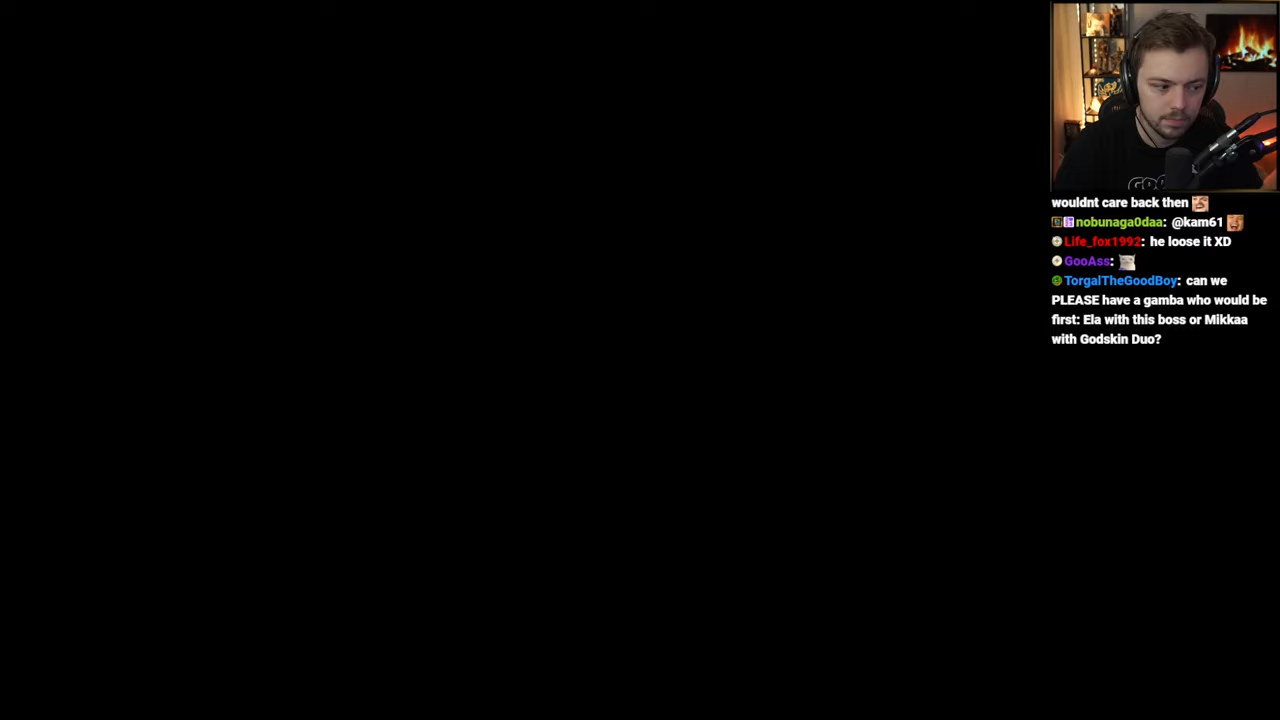 wouldnt care back then
nobunaga0daa: @kam61
Life_fox1992: he loose it XD
GooAss:
TorgalTheGoodBoy: can we
PLEASE have a gamba who would be
first: Ela with this boss or Mikkaa
with Godskin Duo?